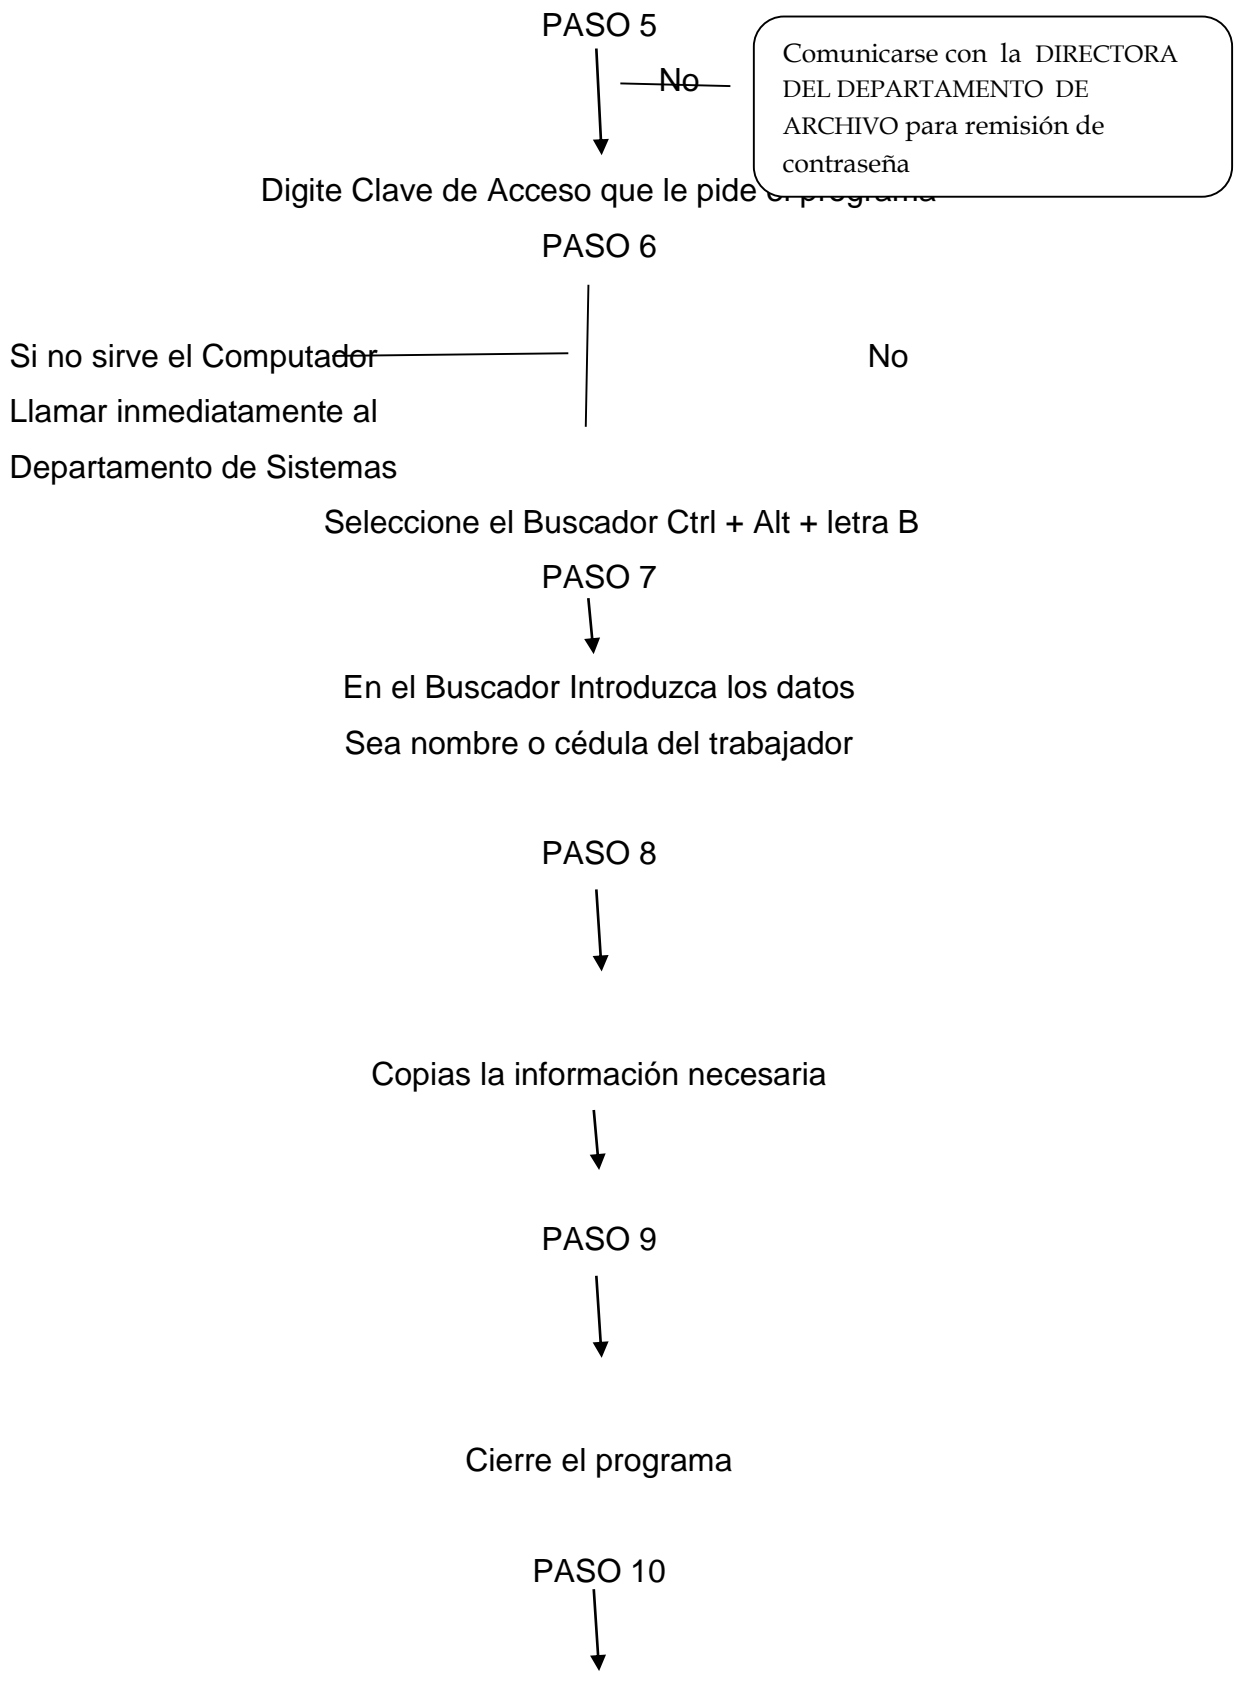 PASO 5
No
Comunicarse con la DIRECTORA
DEL DEPARTAMENTO DE
ARCHIVO para remisión de
contraseña
Digite Clave de Acceso que le pide el programa
PASO 6
Si no sirve el Computador
No
Llamar inmediatamente al
Departamento de Sistemas
Seleccione el Buscador Ctrl + Alt + letra B
PASO 7
En el Buscador Introduzca los datos
Sea nombre o cédula del trabajador
PASO 8
Copias la información necesaria
PASO 9
Cierre el programa
PASO 10